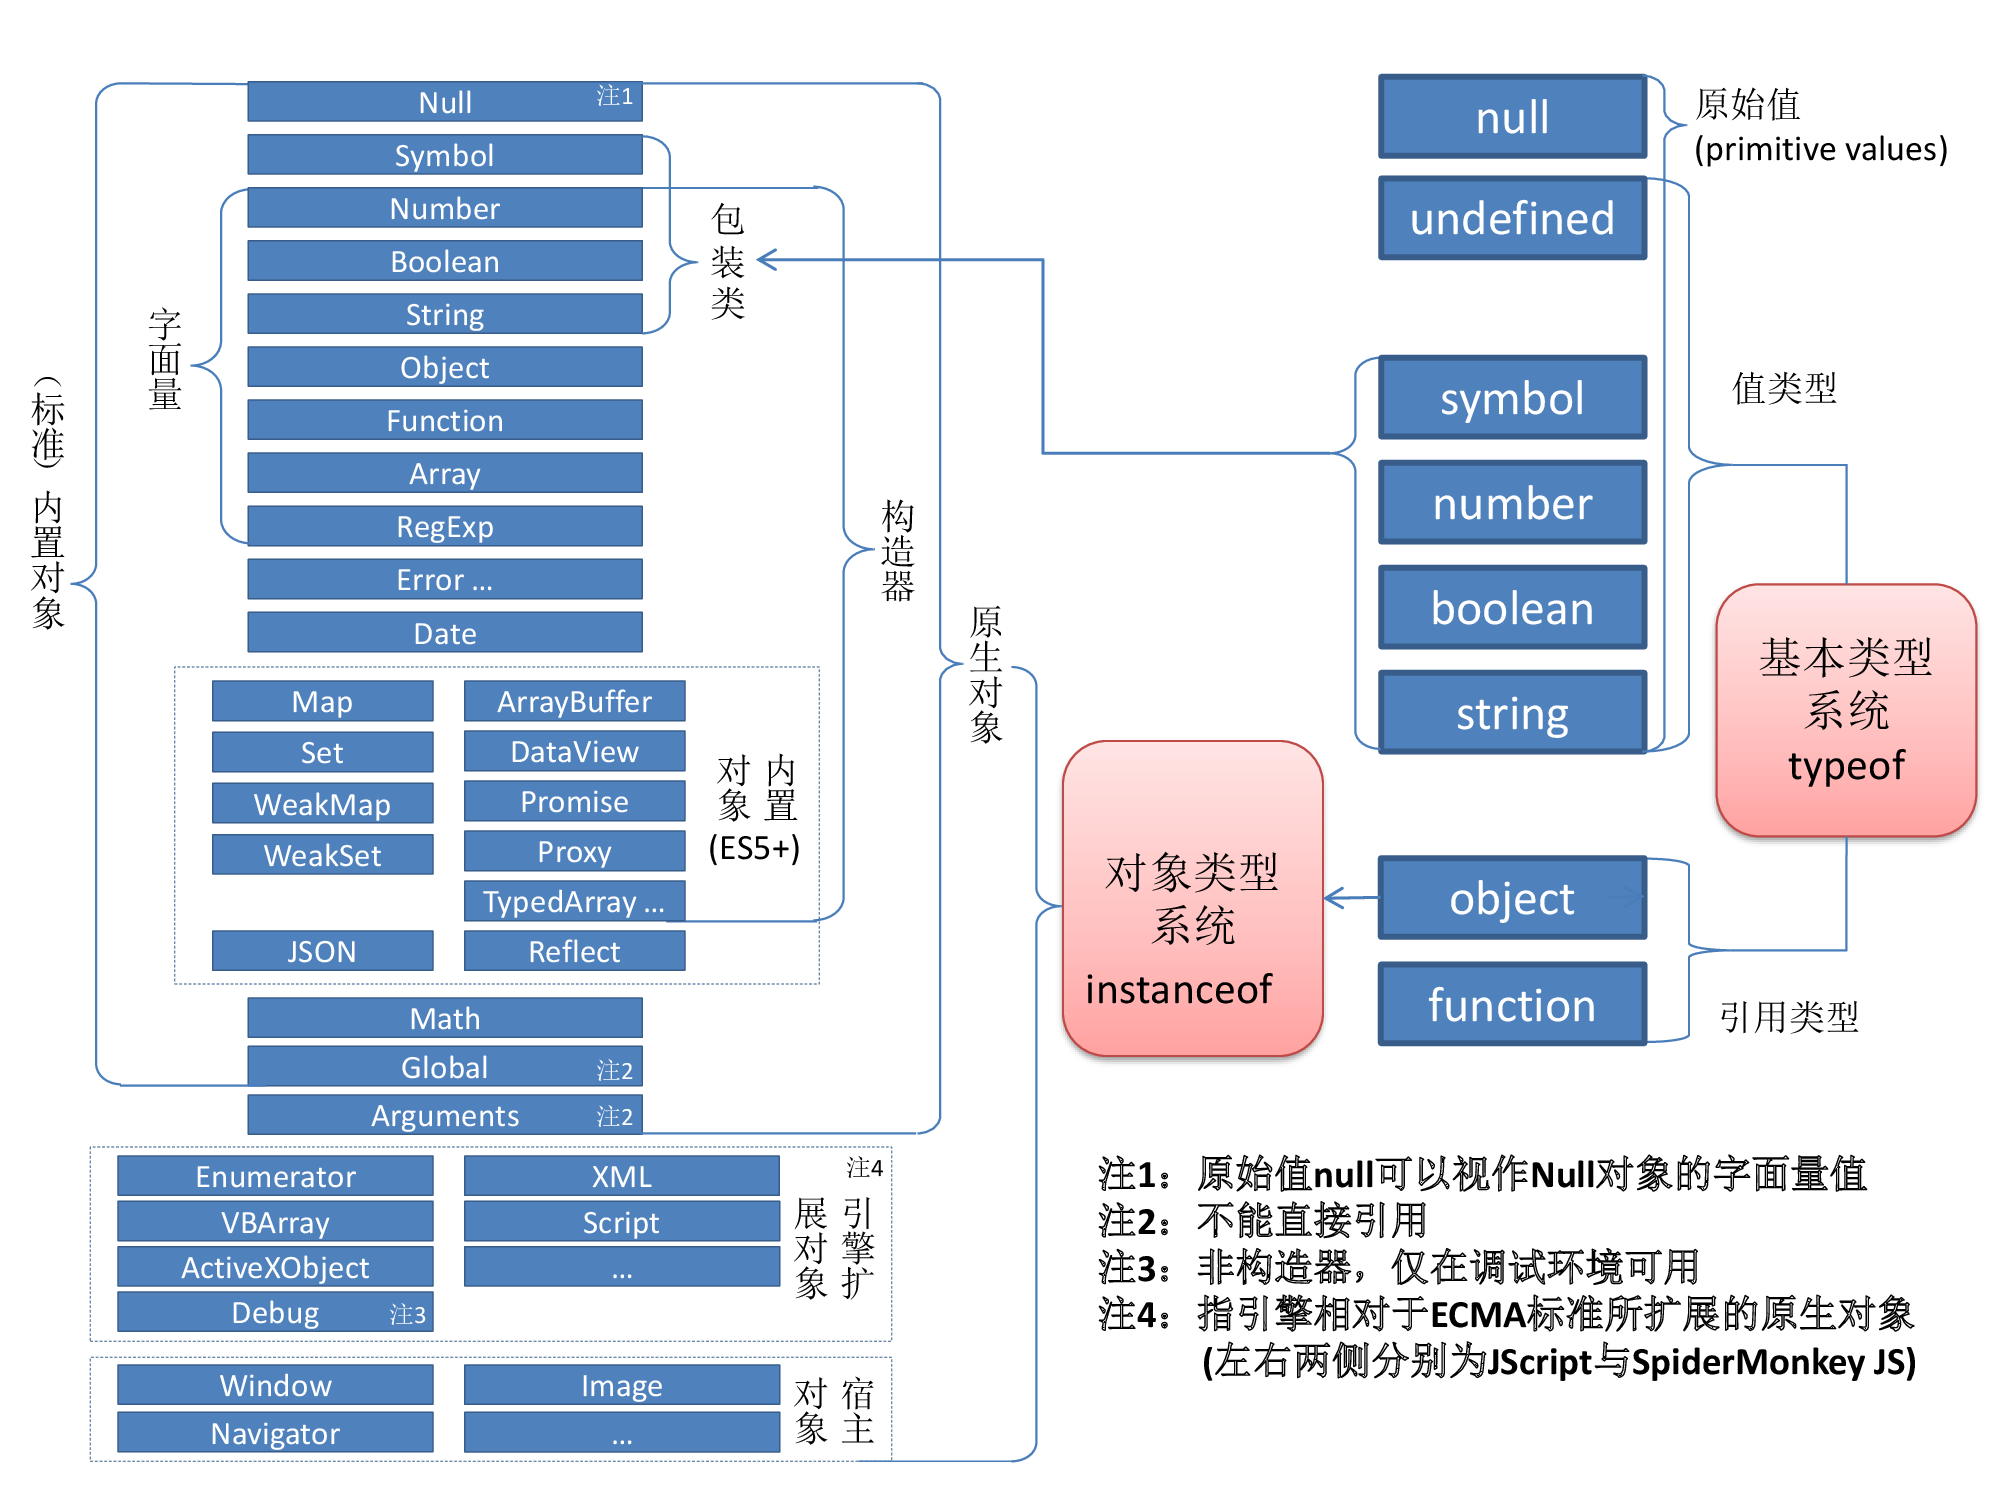 Null 注1
Symbol
Number
Boolean
String
Object
Function
Array
RegExp
Error ...
Date
字面量
(标准) 内置对象
包装类
构造器
原生对象
Map
Set
WeakMap
WeakSet
JSON
ArrayBuffer
DataView
Promise
Proxy
TypedArray ...
Reflect
内置
对象
(ES5+)
Math
Global 注2
Arguments 注2
Enumerator
VBArray
ActiveXObject
Debug 注3
XML
Script
...
注4
引擎扩
展对象
Window
Navigator
Image
...
宿主
对象
对象类型
系统
instanceof
null
undefined
symbol
number
boolean
string
object
function
原始值
(primitive values)
值类型
基本类型
系统
typeof
引用类型
注1：原始值null可以视作Null对象的字面量值
注2：不能直接引用
注3：非构造器，仅在调试环境可用
注4：指引擎相对于ECMA标准所扩展的原生对象
(左右两侧分别为JScript与SpiderMonkey JS)